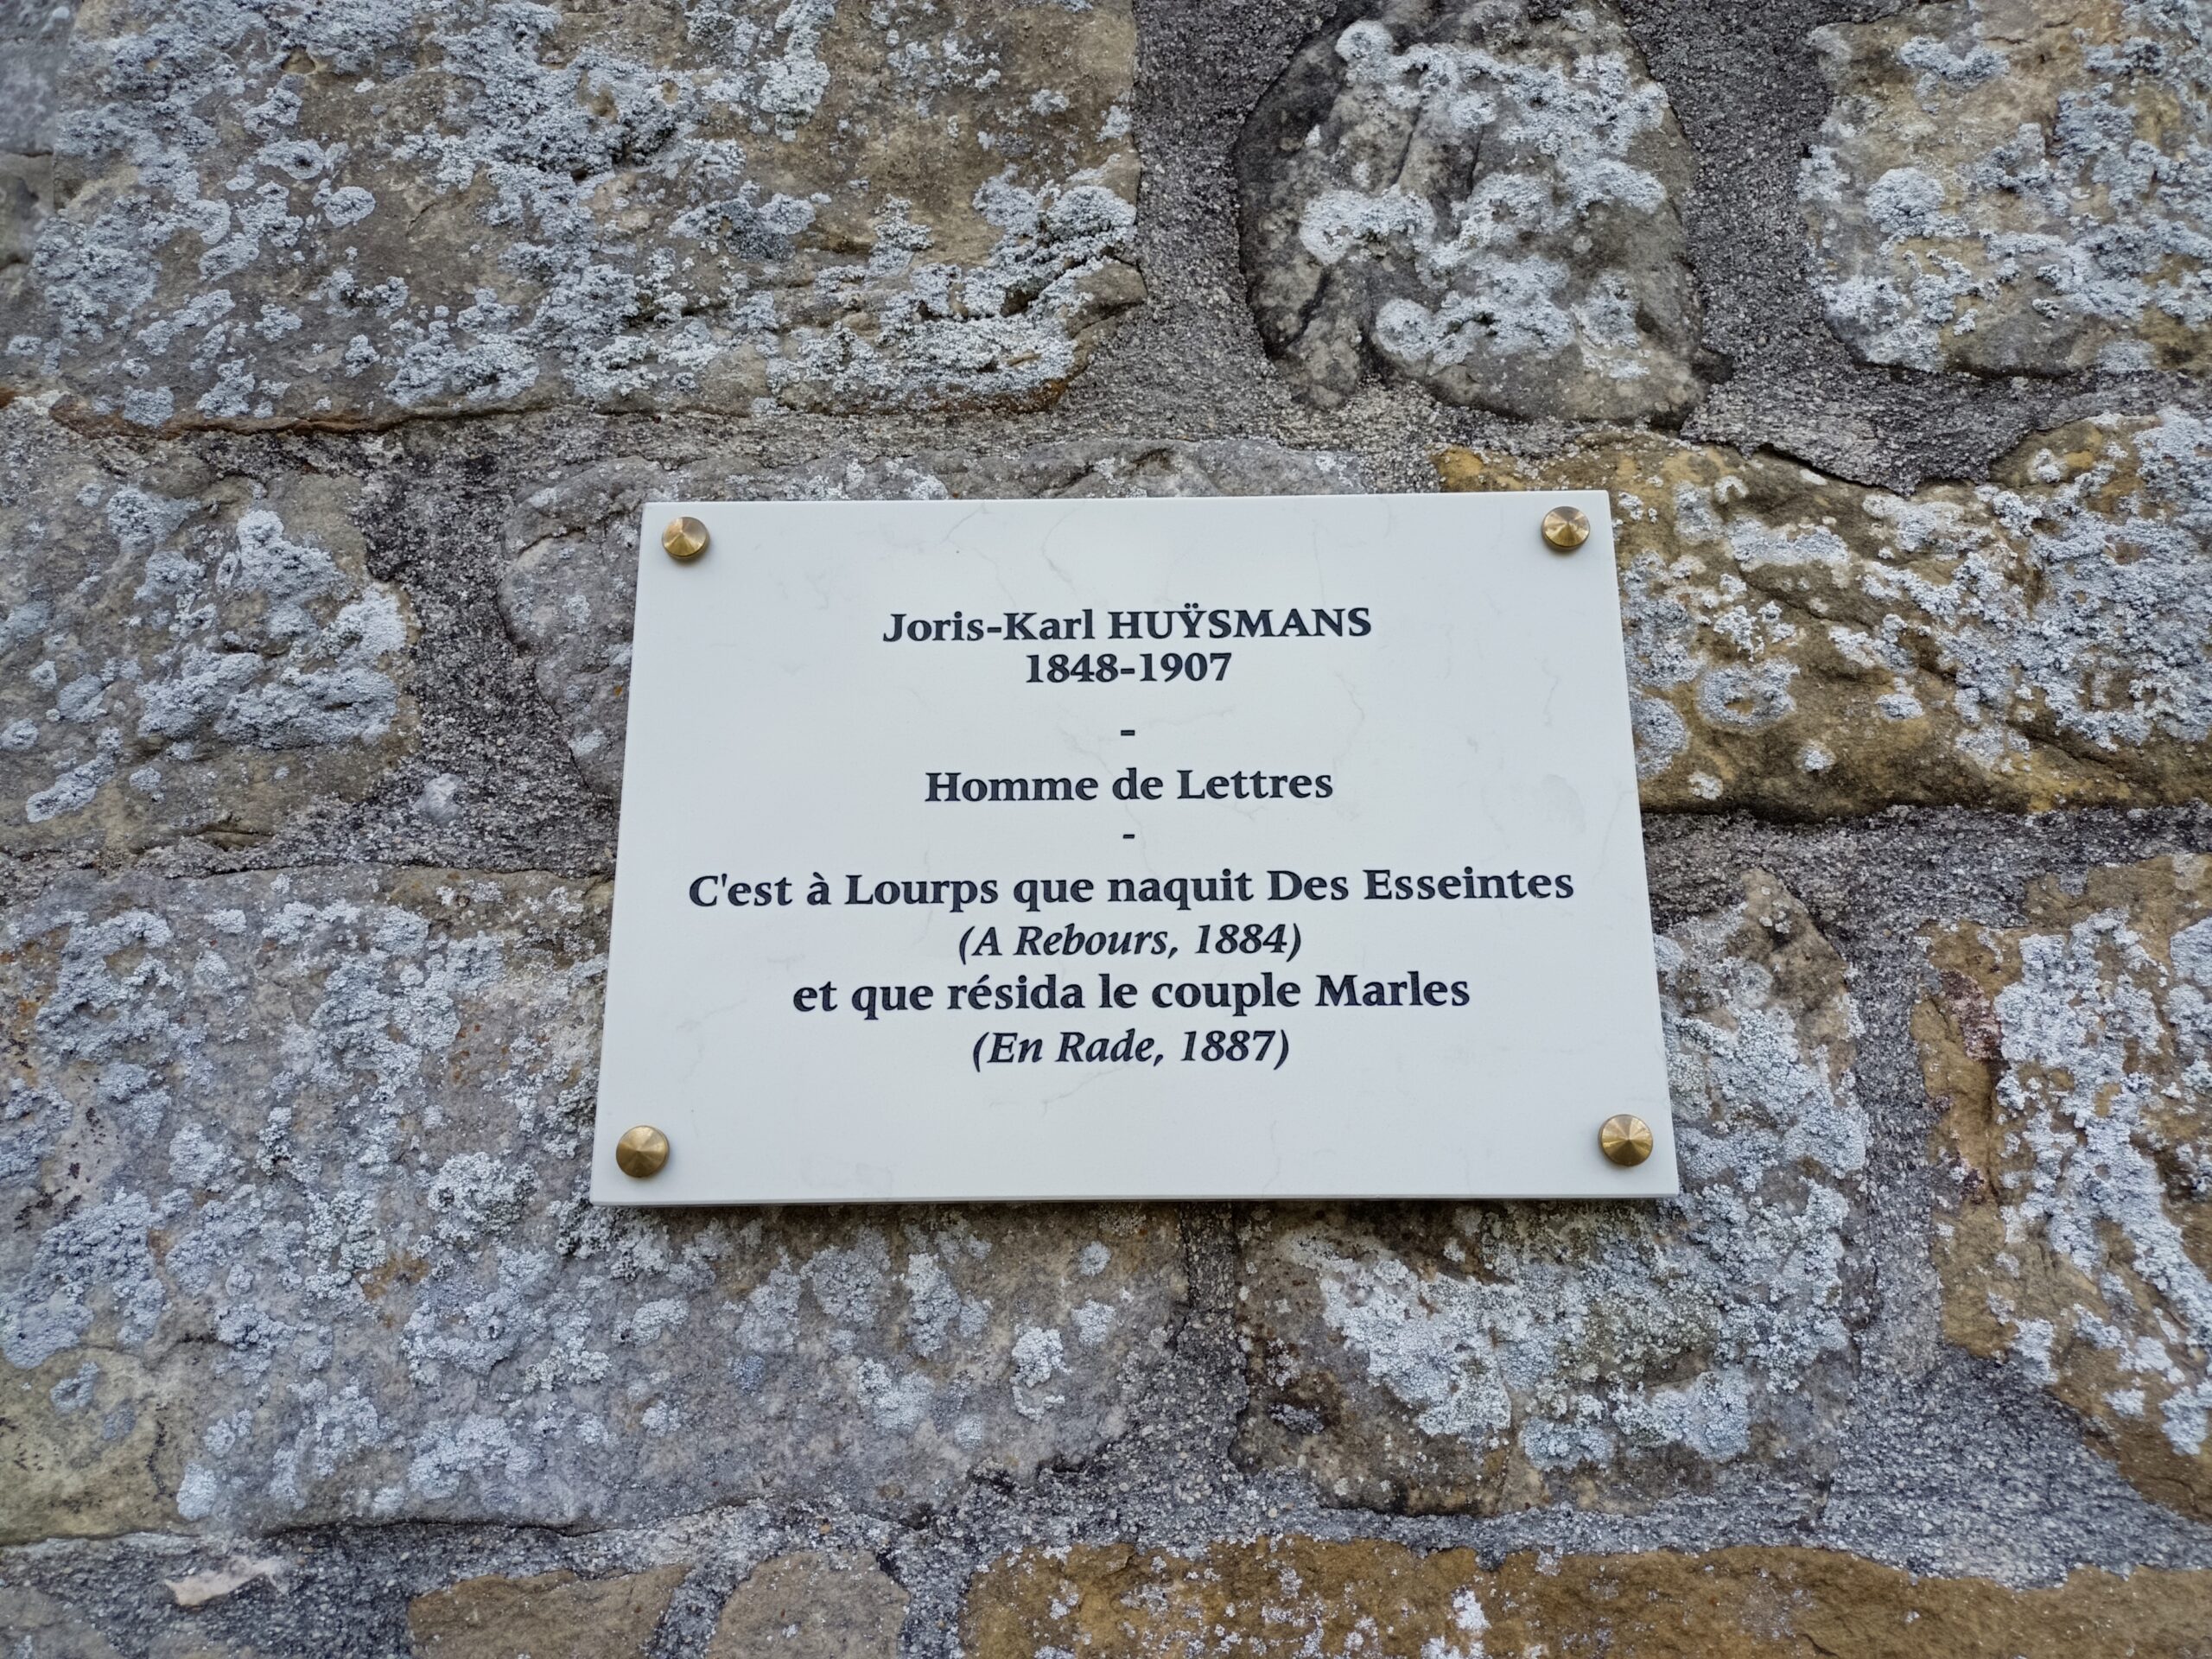 Joris-Karl HUŸSMANS
1848-1907
-
Homme de Lettres
-
C'est à Lourps que naquit Des Esseintes
(A Rebours, 1884)
et que résida le couple Marles
(En Rade, 1887)